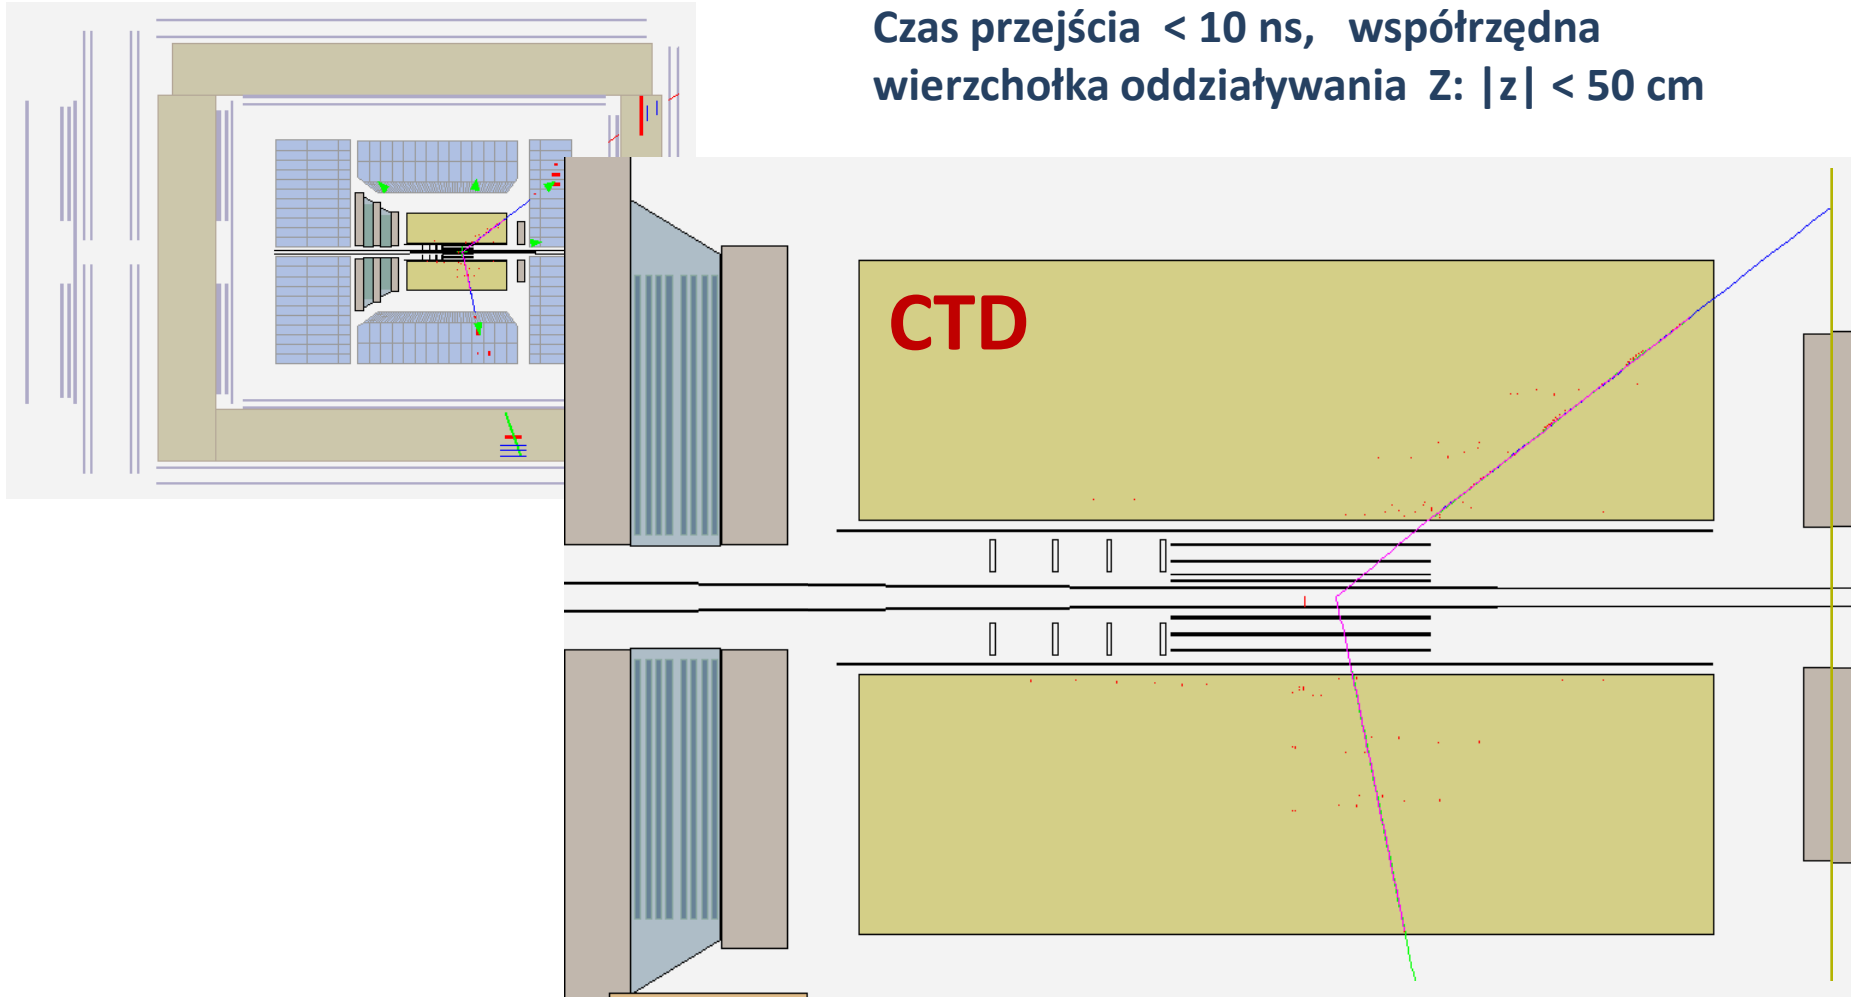 Czas przejścia < 10 ns, współrzędna
wierzchołka oddziaływania Z: |z| < 50 cm
CTD